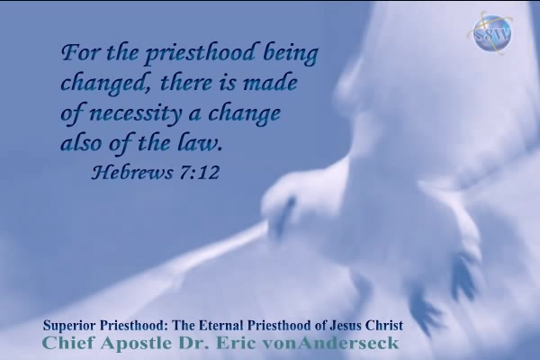 S8W
For the priesthood being
changed, there is made
of necessity a change
also of the law.
Hebrews 7:12
Superior Priesthood: The Eternal Priesthood of Jesus Christ
Chief Apostle Dr. Eric vonAnderseck